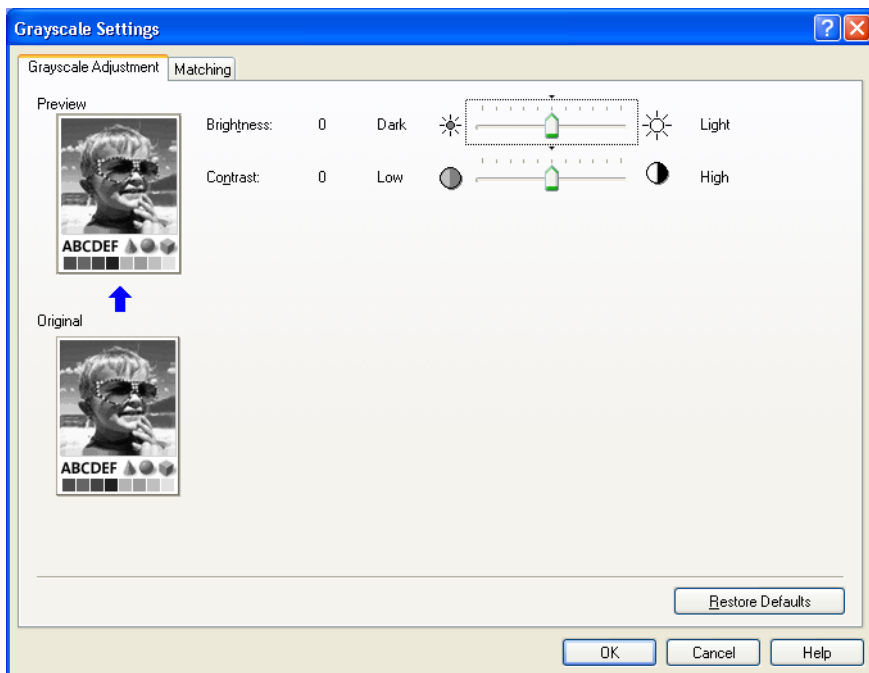 Grayscale Settings
Grayscale Adjustment Matching
Preview
Brightness: 0 Dark Light
Contrast: 0 Low High
ABCDEF
Original
ABCDEF
Restore Defaults
OK Cancel Help